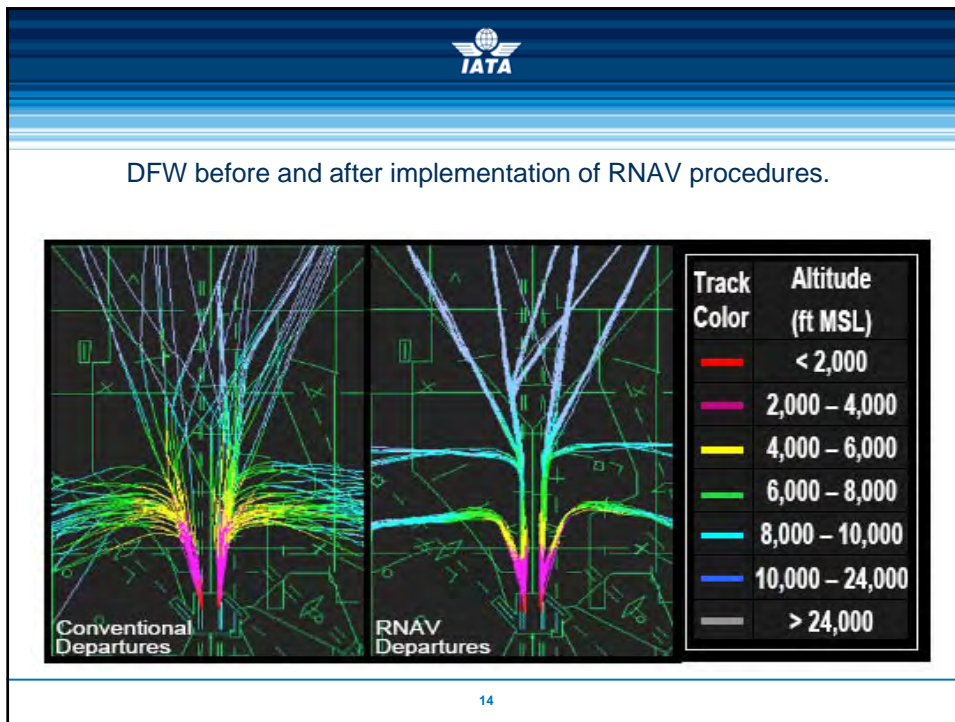 IATA
DFW before and after implementation of RNAV procedures.
Conventional
Departures
RNAV
Departures
Track Color Altitude (ft MSL)
< 2,000
2,000 – 4,000
4,000 – 6,000
6,000 – 8,000
8,000 – 10,000
10,000 – 24,000
> 24,000
14